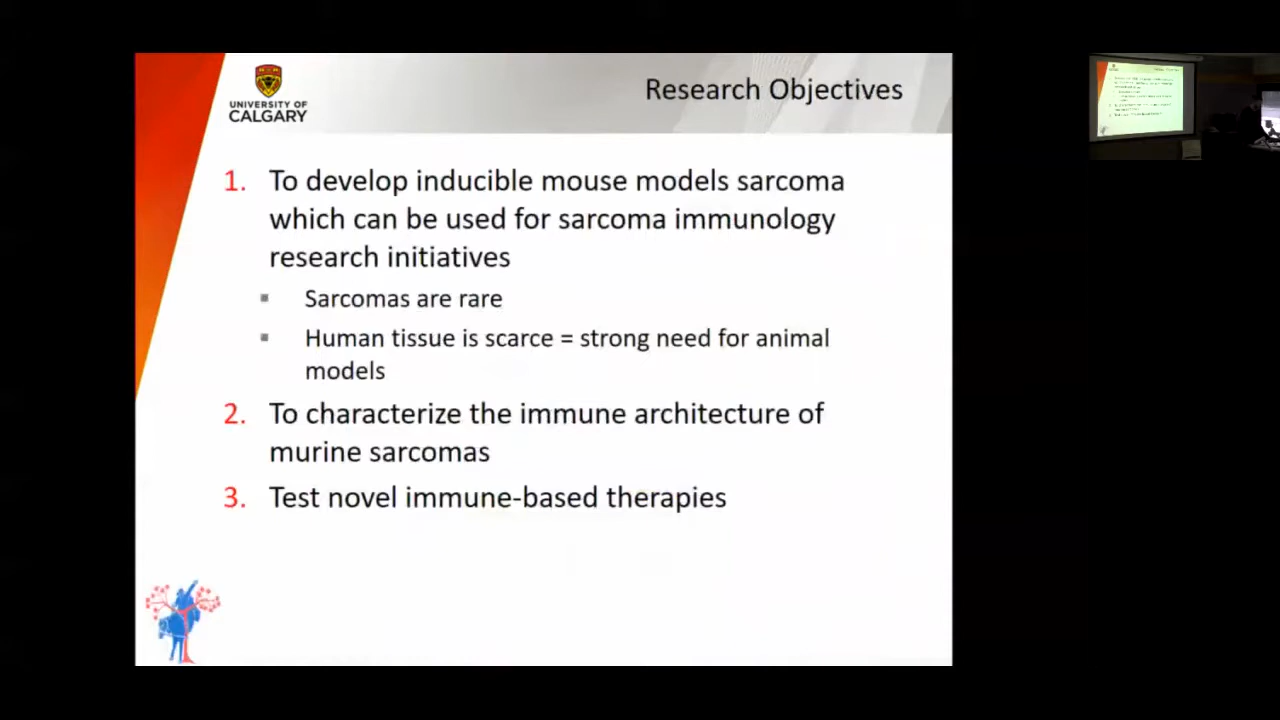 UNIVERSITY OF
CALGARY
Research Objectives
1. To develop inducible mouse models sarcoma
which can be used for sarcoma immunology
research initiatives
▪ Sarcomas are rare
▪ Human tissue is scarce = strong need for animal
models
2. To characterize the immune architecture of
murine sarcomas
3. Test novel immune-based therapies